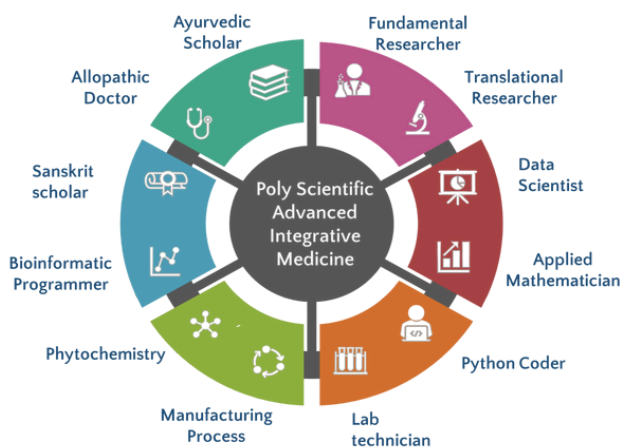 Ayurvedic
Scholar
Fundamental
Researcher
Allopathic
Doctor
Translational
Researcher
Sanskrit
scholar
Poly Scientific
Advanced
Integrative
Medicine
Data
Scientist
Bioinformatic
Programmer
Applied
Mathematician
Phytochemistry
Python Coder
Manufacturing
Process
Lab
technician